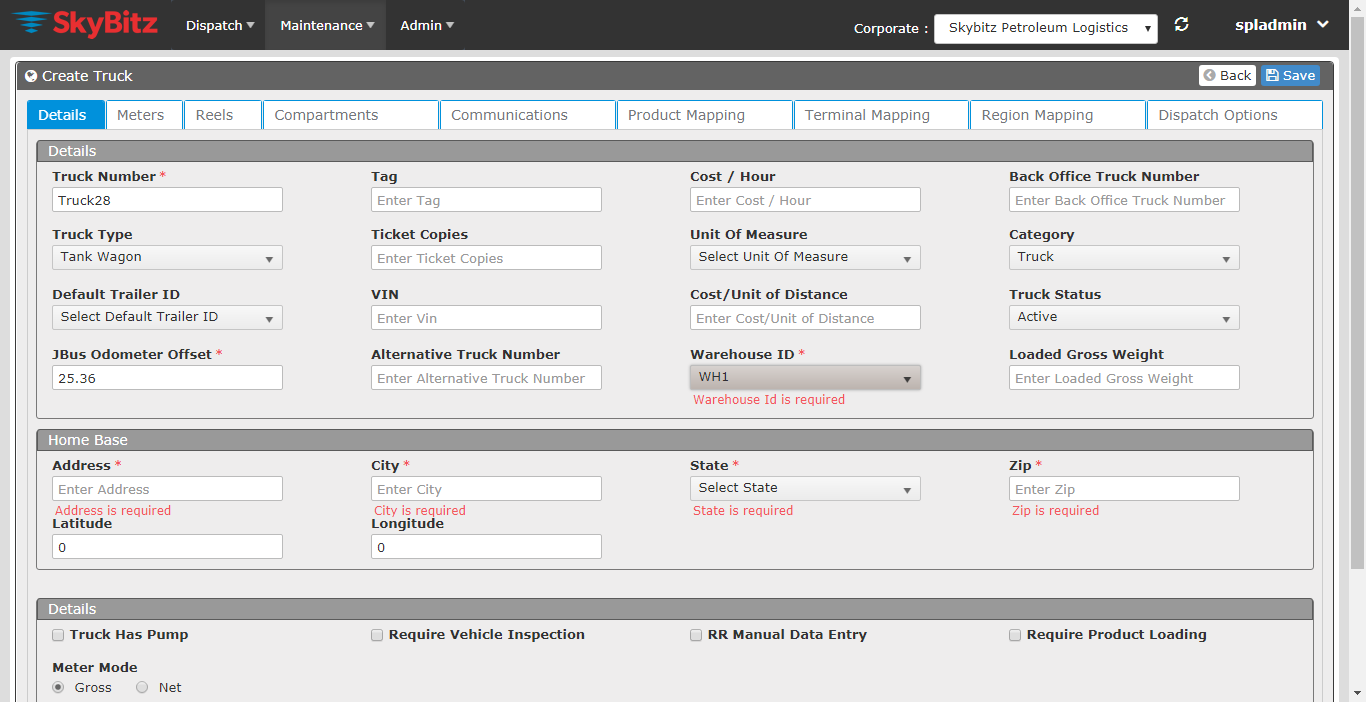 SkyBitz Dispatch Maintenance Admin Corporate : Skybitz Petroleum Logistics spladmin
Create Truck Back Save
Details Meters Reels Compartments Communications Product Mapping Terminal Mapping Region Mapping Dispatch Options
Details
Truck Number * Tag Cost / Hour Back Office Truck Number
Truck28 Enter Tag Enter Cost / Hour Enter Back Office Truck Number
Truck Type Ticket Copies Unit Of Measure Category
Tank Wagon Enter Ticket Copies Select Unit Of Measure Truck
Default Trailer ID VIN Cost/Unit of Distance Truck Status
Select Default Trailer ID Enter Vin Enter Cost/Unit of Distance Active
JBus Odometer Offset * Alternative Truck Number Warehouse ID * Loaded Gross Weight
25.36 Enter Alternative Truck Number WH1 Enter Loaded Gross Weight
Warehouse Id is required
Home Base
Address * City * State * Zip *
Enter Address Enter City Select State Enter Zip
Address is required City is required State is required Zip is required
Latitude Longitude
0 0
Details
Truck Has Pump Require Vehicle Inspection RR Manual Data Entry Require Product Loading
Meter Mode
Gross Net